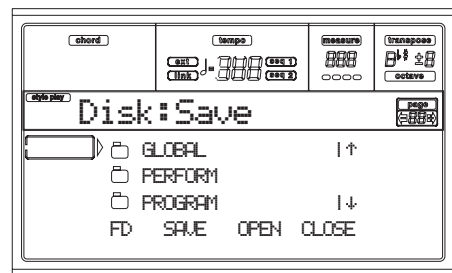 chord tempo measure transpose
ext seq 1
link seq 2
octave
style play page
Disk:Save
GLOBAL
PERFORM
PROGRAM
FD SAVE OPEN CLOSE